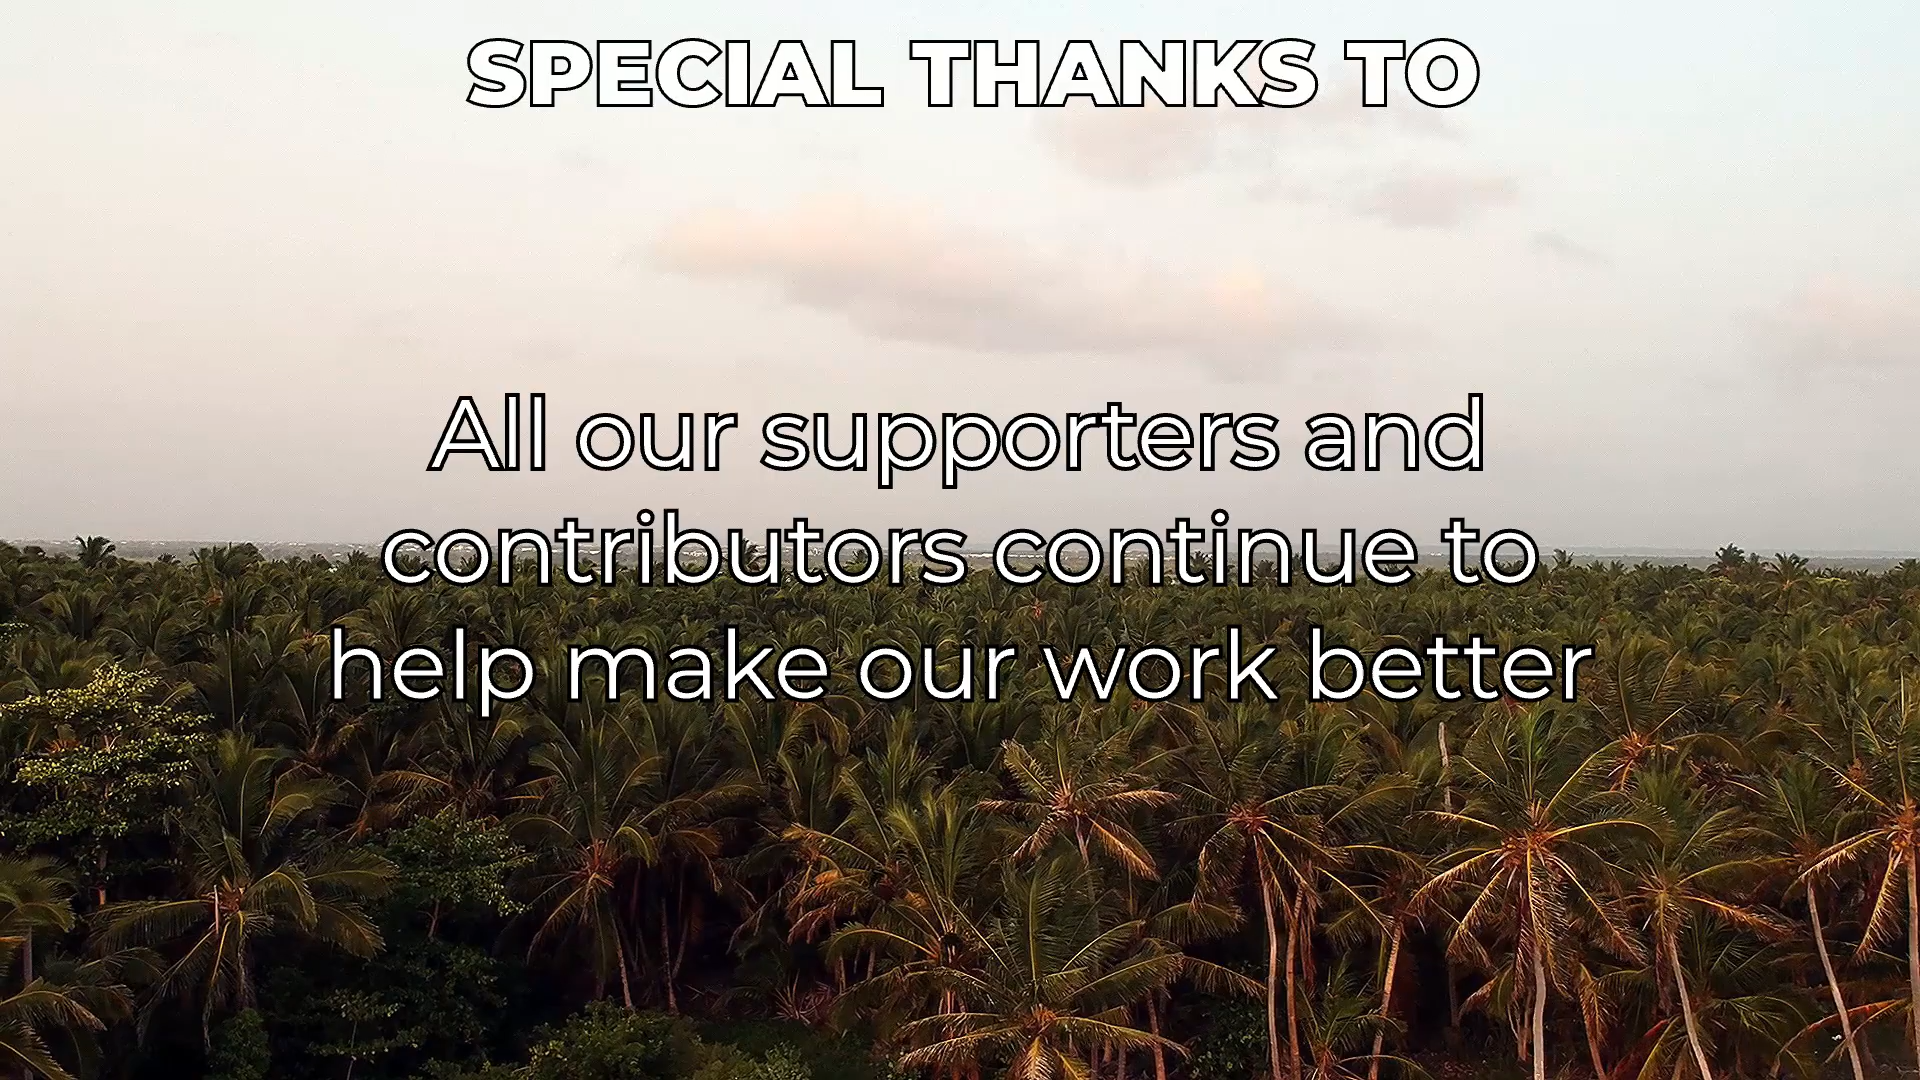 SPECIAL THANKS TO
All our supporters and
contributors continue to
help make our work better